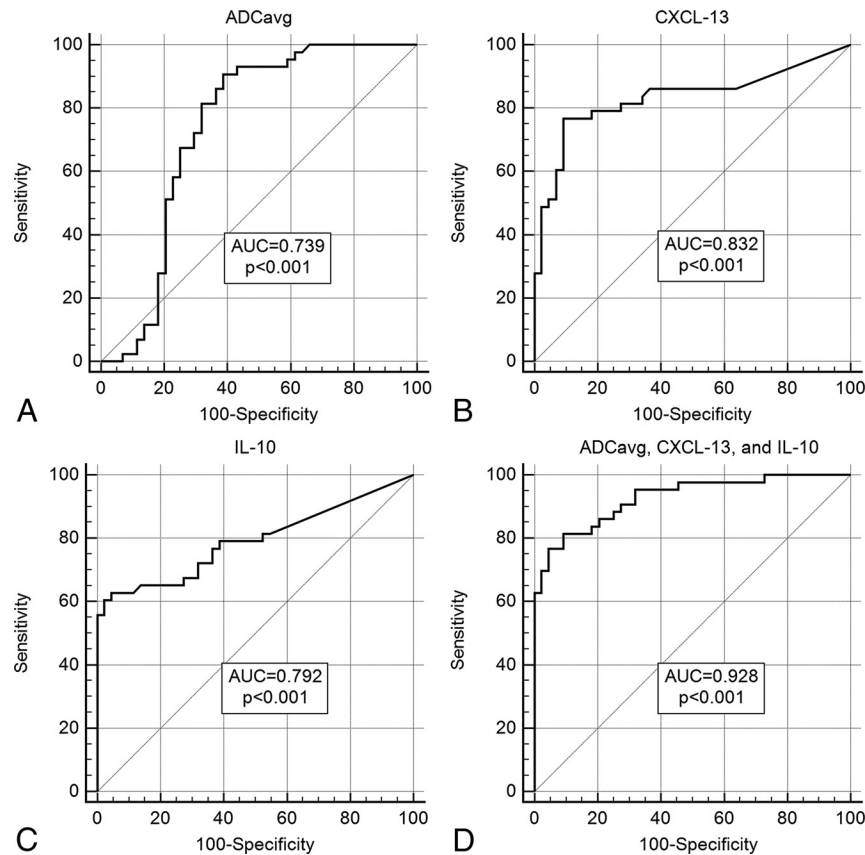 ADCavg
100
80
60
40
20
0
Sensitivity
AUC=0.739
p<0.001
0 20 40 60 80 100
100-Specificity
A
CXCL-13
100
80
60
40
20
0
Sensitivity
AUC=0.832
p<0.001
0 20 40 60 80 100
100-Specificity
B
IL-10
100
80
60
40
20
0
Sensitivity
AUC=0.792
p<0.001
0 20 40 60 80 100
100-Specificity
C
ADCavg, CXCL-13, and IL-10
100
80
60
40
20
0
Sensitivity
AUC=0.928
p<0.001
0 20 40 60 80 100
100-Specificity
D